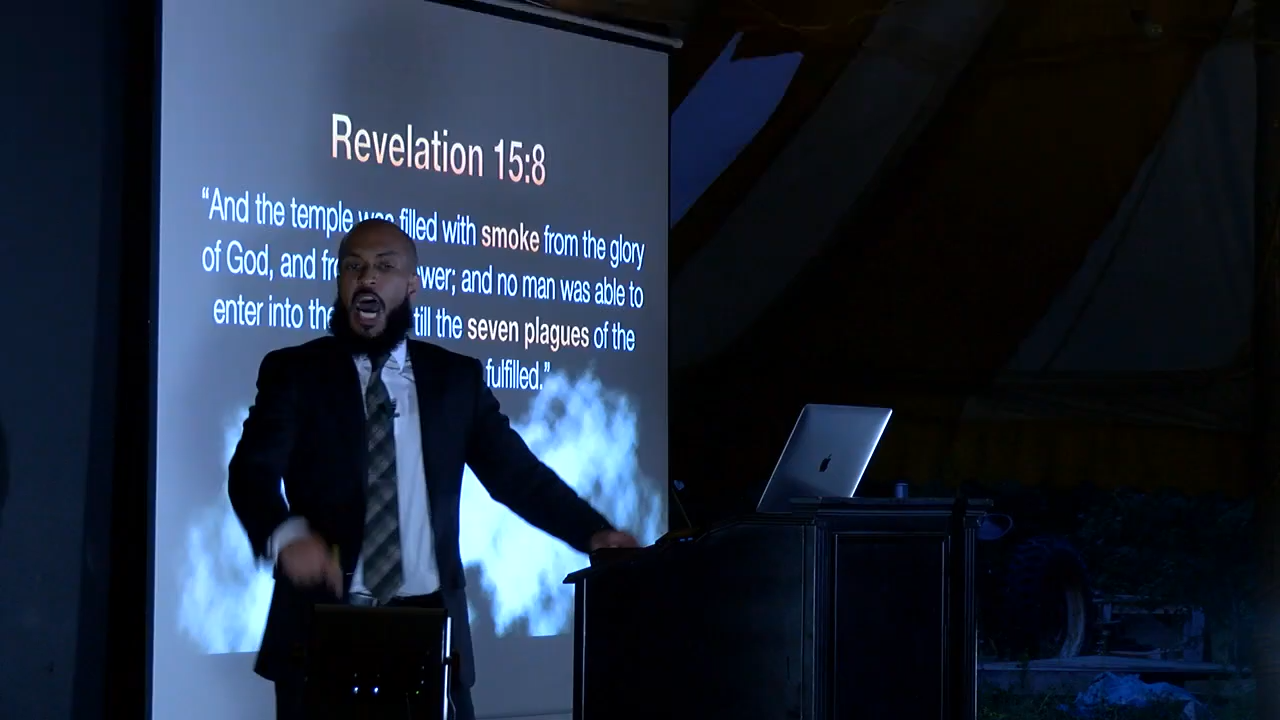 Revelation 15:8
“And the temple was filled with smoke from the glory
of God, and wer; and no man was able to
enter into the till the seven plagues of the
fulfilled.”